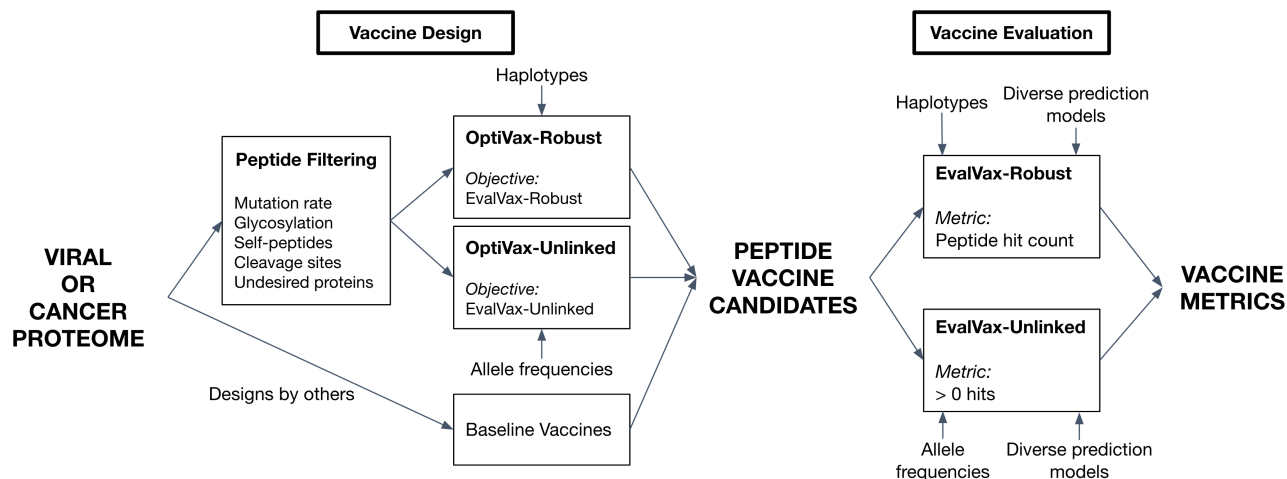 Vaccine Design
Vaccine Evaluation
Haplotypes
Peptide Filtering
Mutation rate
Glycosylation
Self-peptides
Cleavage sites
Undesired proteins
OptiVax-Robust
Objective:
EvalVax-Robust
OptiVax-Unlinked
Objective:
EvalVax-Unlinked
Allele frequencies
VIRAL
OR
CANCER
PROTEOME
Designs by others
Baseline Vaccines
PEPTIDE
VACCINE
CANDIDATES
Haplotypes
Diverse prediction
models
EvalVax-Robust
Metric:
Peptide hit count
EvalVax-Unlinked
Metric:
> 0 hits
Allele
frequencies
Diverse prediction
models
VACCINE
METRICS